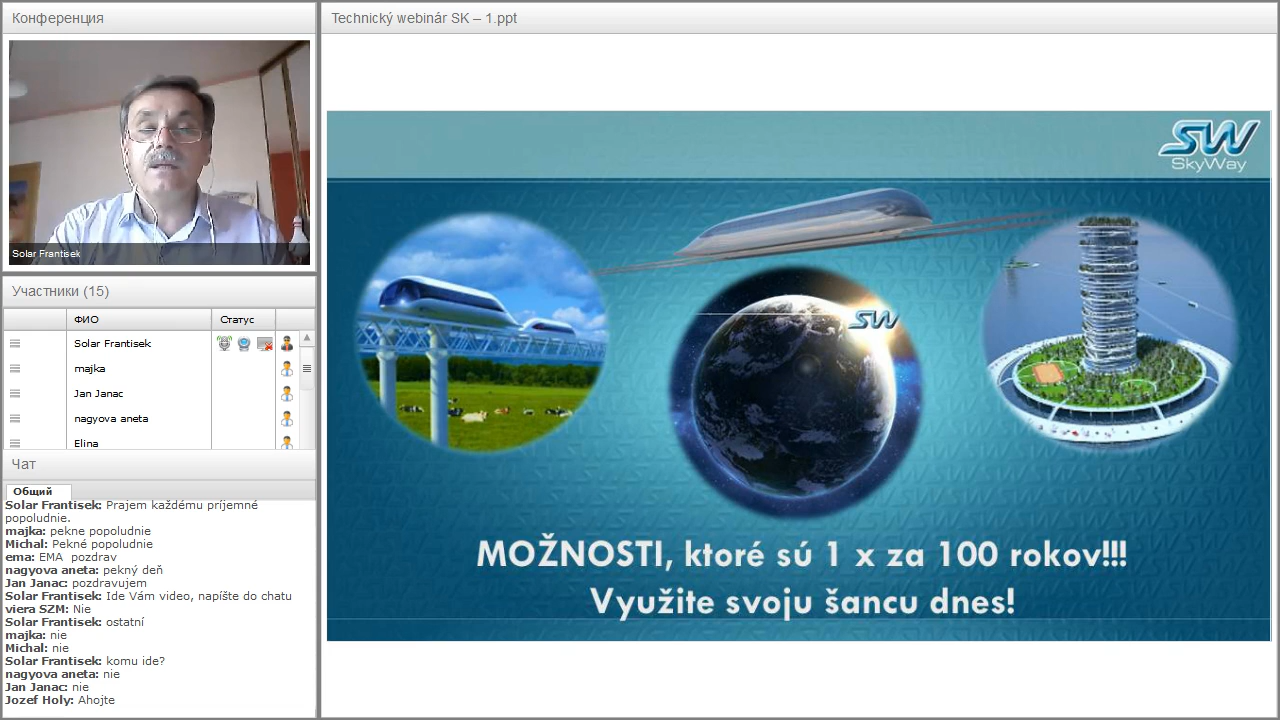 Конференция
Solar Frantisek
Участники (15)
ФИО
Статус
Solar Frantisek
majka
Jan Janac
nagyova aneta
Elina
Чат
Общий
Solar Frantisek: Prajem každému príjemné
popoludnie.
majka: pekne popoludnie
Michal: Pekné popoludnie
ema: EMA pozdrav
nagyova aneta: pekný deň
Jan Janac: pozdravujem
Solar Frantisek: Ide Vám video, napíšte do chatu
viera SZM: Nie
Solar Frantisek: ostatní
majka: nie
Michal: nie
Solar Frantisek: komu ide?
nagyova aneta: nie
Jan Janac: nie
Jozef Holy: Ahojte
Technický webinár SK – 1.ppt
SW
SkyWay
SW
MOŽNOSTI, ktoré sú 1 x za 100 rokov!!!
Využite svoju šancu dnes!